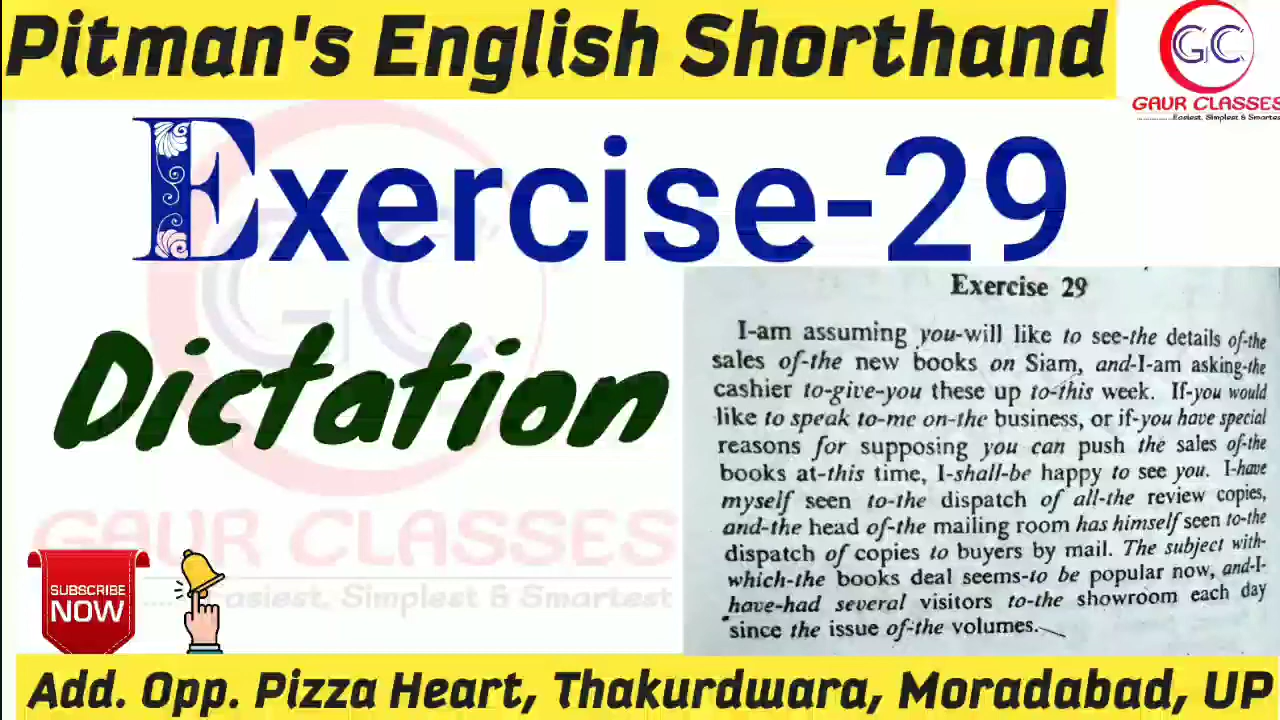 Pitman's English Shorthand
GC
GAUR CLASSES
Easiest, Simplest & Smartes
Exercise-29
Dictation
Exercise 29
I-am assuming you-will like to see-the details of-the
sales of-the new books on Siam, and-I-am asking-the
cashier to-give-you these up to-this week. If-you would
like to speak to-me on-the business, or if-you have special
reasons for supposing you can push the sales of-the
books at-this time, I-shall-be happy to see you. I-have
myself seen to-the dispatch of all-the review copies,
and-the head of-the mailing room has himself seen to-the
dispatch of copies to buyers by mail. The subject with-
which-the books deal seems-to be popular now, and-I-
have-had several visitors to-the showroom each day
since the issue of-the volumes.
GC
GAUR CLASSES
Easiest, Simplest & Smartest
SUBSCRIBE
NOW
Add. Opp. Pizza Heart, Thakurdwara, Moradabad, UP